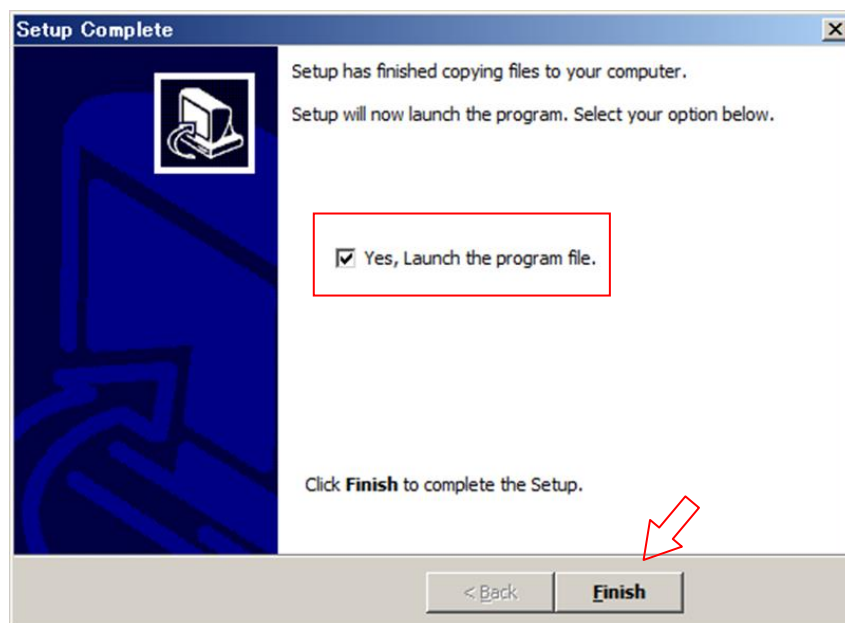 Setup Complete
Setup has finished copying files to your computer.
Setup will now launch the program. Select your option below.
Yes, Launch the program file.
Click Finish to complete the Setup.
< Back
Finish